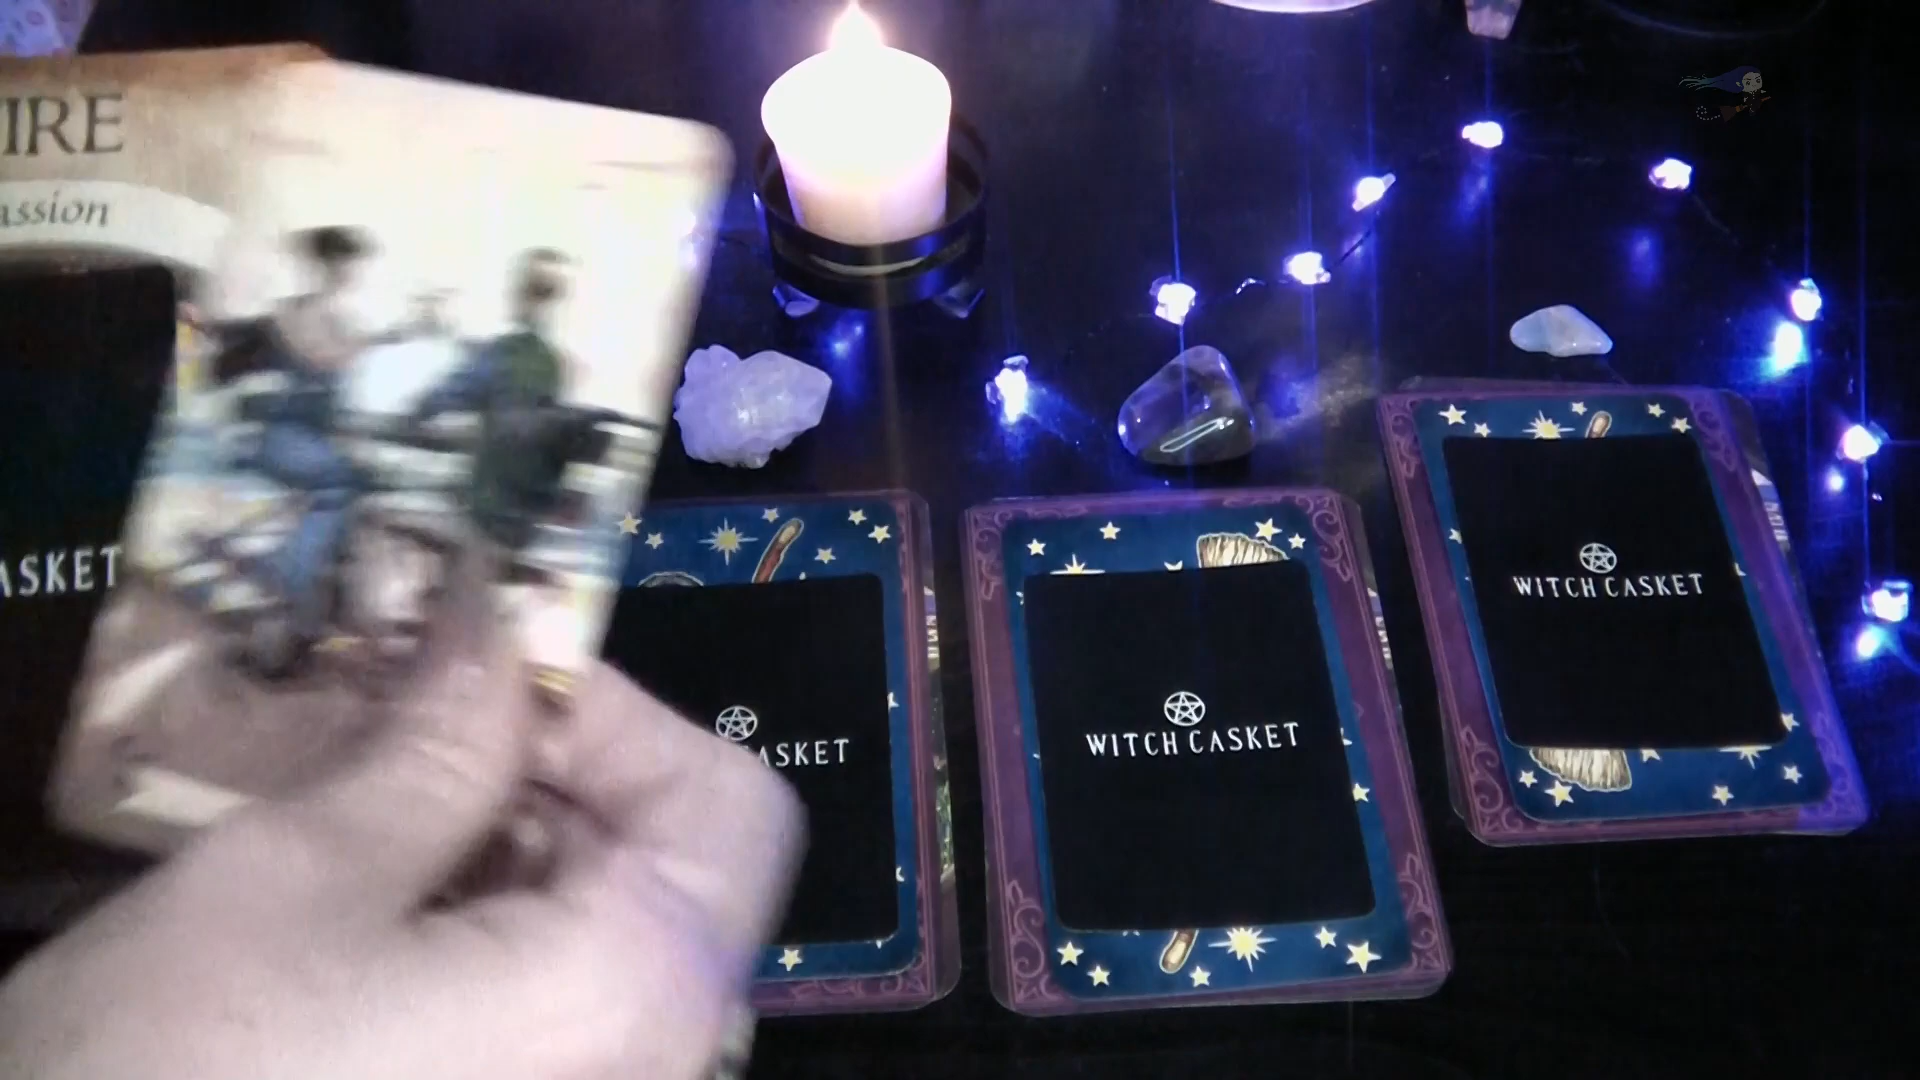 IRE
assion
ASKET
ASKET
WITCH CASKET
WITCH CASKET